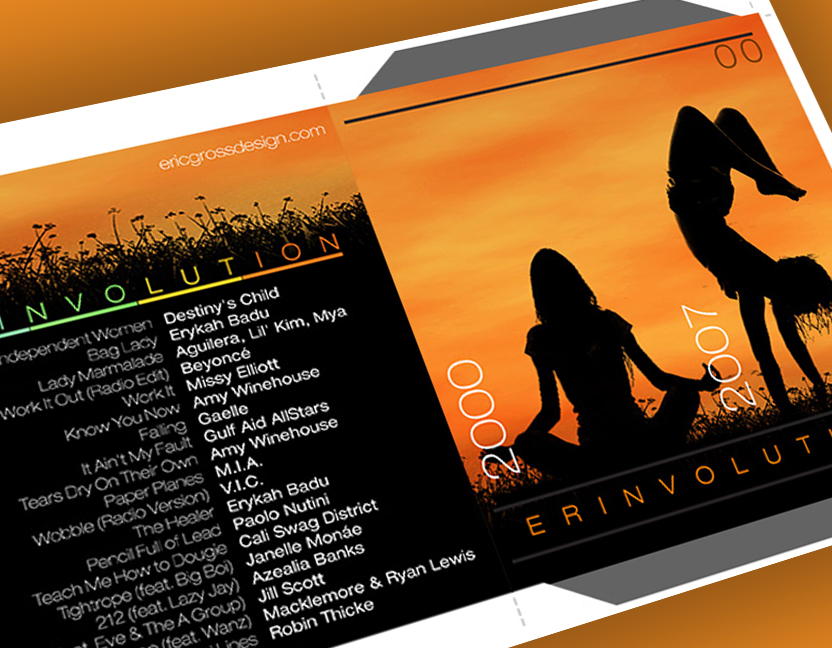 ericgrossdesign.com
INVOLUTION
ndependent Women Destiny's Child
Bag Lady Erykah Badu
Lady Marmalade Aguilera, Lil' Kim, Mya
Work It Out (Radio Edit) Beyoncé
Work It Missy Elliott
Know You Now Amy Winehouse
Falling Gaelle
It Ain't My Fault Gulf Aid AllStars
Tears Dry On Their Own Amy Winehouse
Paper Planes M.I.A.
Wobble (Radio Version) V.I.C.
The Healer Erykah Badu
Pencil Full of Lead Paolo Nutini
Teach Me How to Dougie Call Swag District
Tightrope (feat. Big Boi) Janelle Monáe
212 (feat. Lazy Jay) Azealia Banks
Eve & The A Group) Jill Scott
(feat. Wanz) Macklemore & Ryan Lewis
Lines Robin Thicke
00
2000
2007
ERINVOLUT